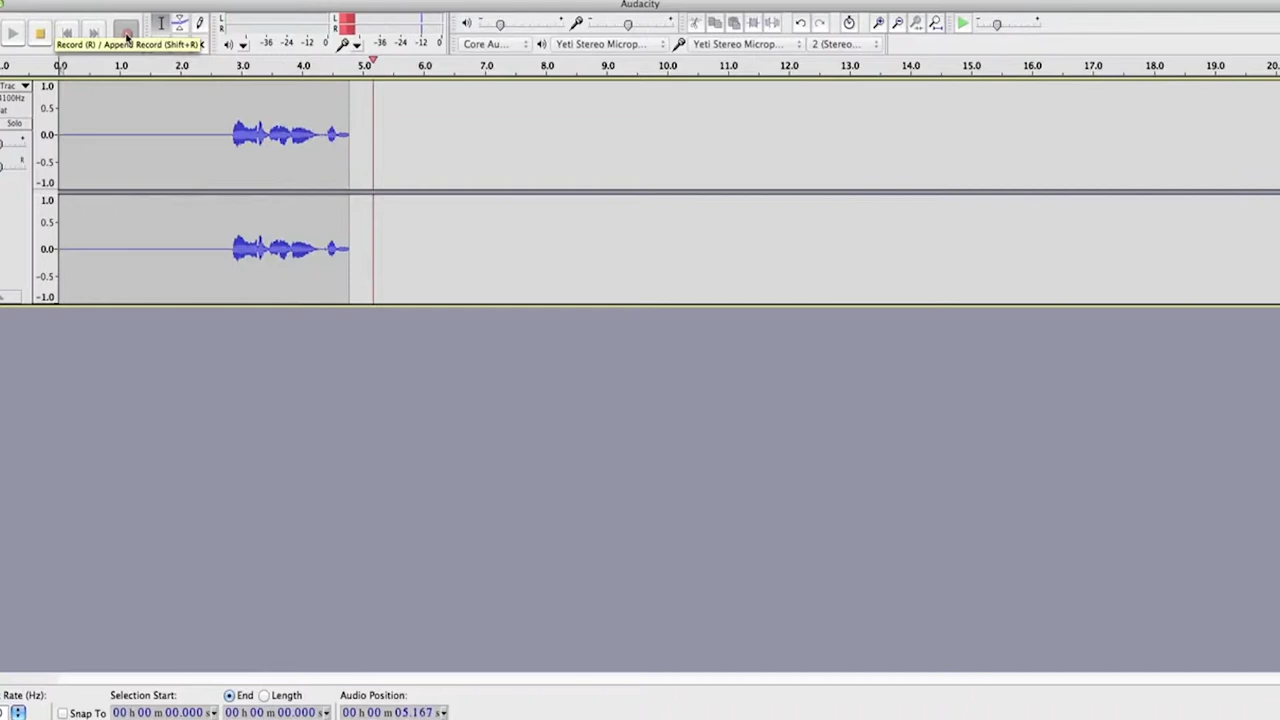 Audacity
L
R
L
R
-36 -24 -12 0
-36 -24 -12 0
Record (R) / Append Record (Shift+R)
Core Au...
Yeti Stereo Microp...
Yeti Stereo Microp...
2 (Stereo...
1.0 0.0 1.0 2.0 3.0 4.0 5.0 6.0 7.0 8.0 9.0 10.0 11.0 12.0 13.0 14.0 15.0 16.0 17.0 18.0 19.0 20.
Trac
4100Hz
at
Solo
+
R
1.0
0.5
0.0
-0.5
-1.0
1.0
0.5
0.0
-0.5
-1.0
t Rate (Hz):
Selection Start:
End
Length
Audio Position:
0
Snap To
00 h 00 m 00.000 s
00 h 00 m 00.000 s
00 h 00 m 05.167 s